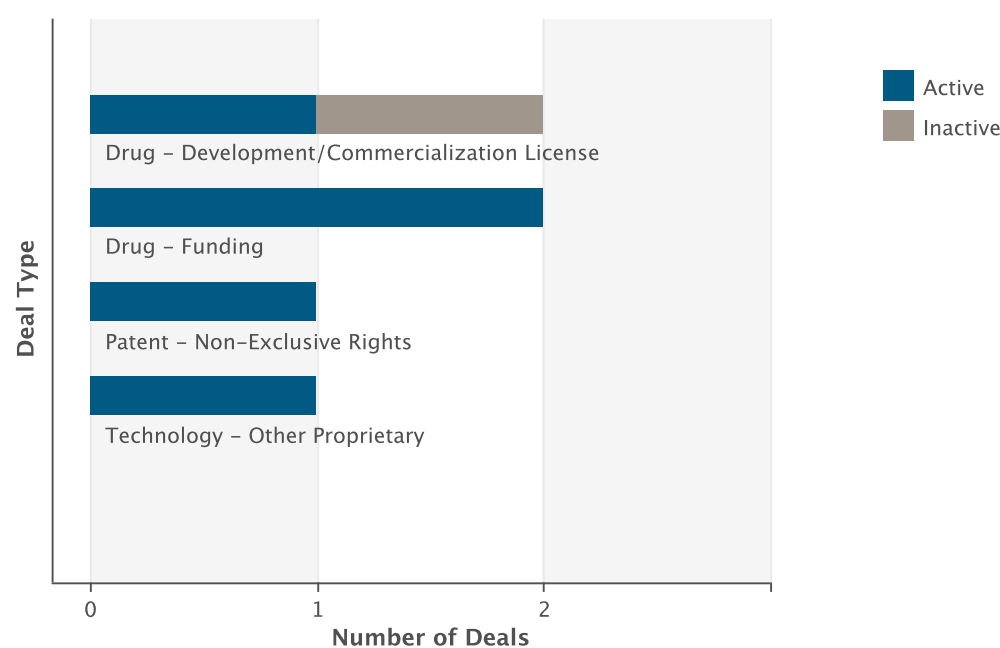 Active
Inactive
Drug – Development/Commercialization License
Drug – Funding
Patent – Non–Exclusive Rights
Technology – Other Proprietary
Deal Type
0 1 2
Number of Deals